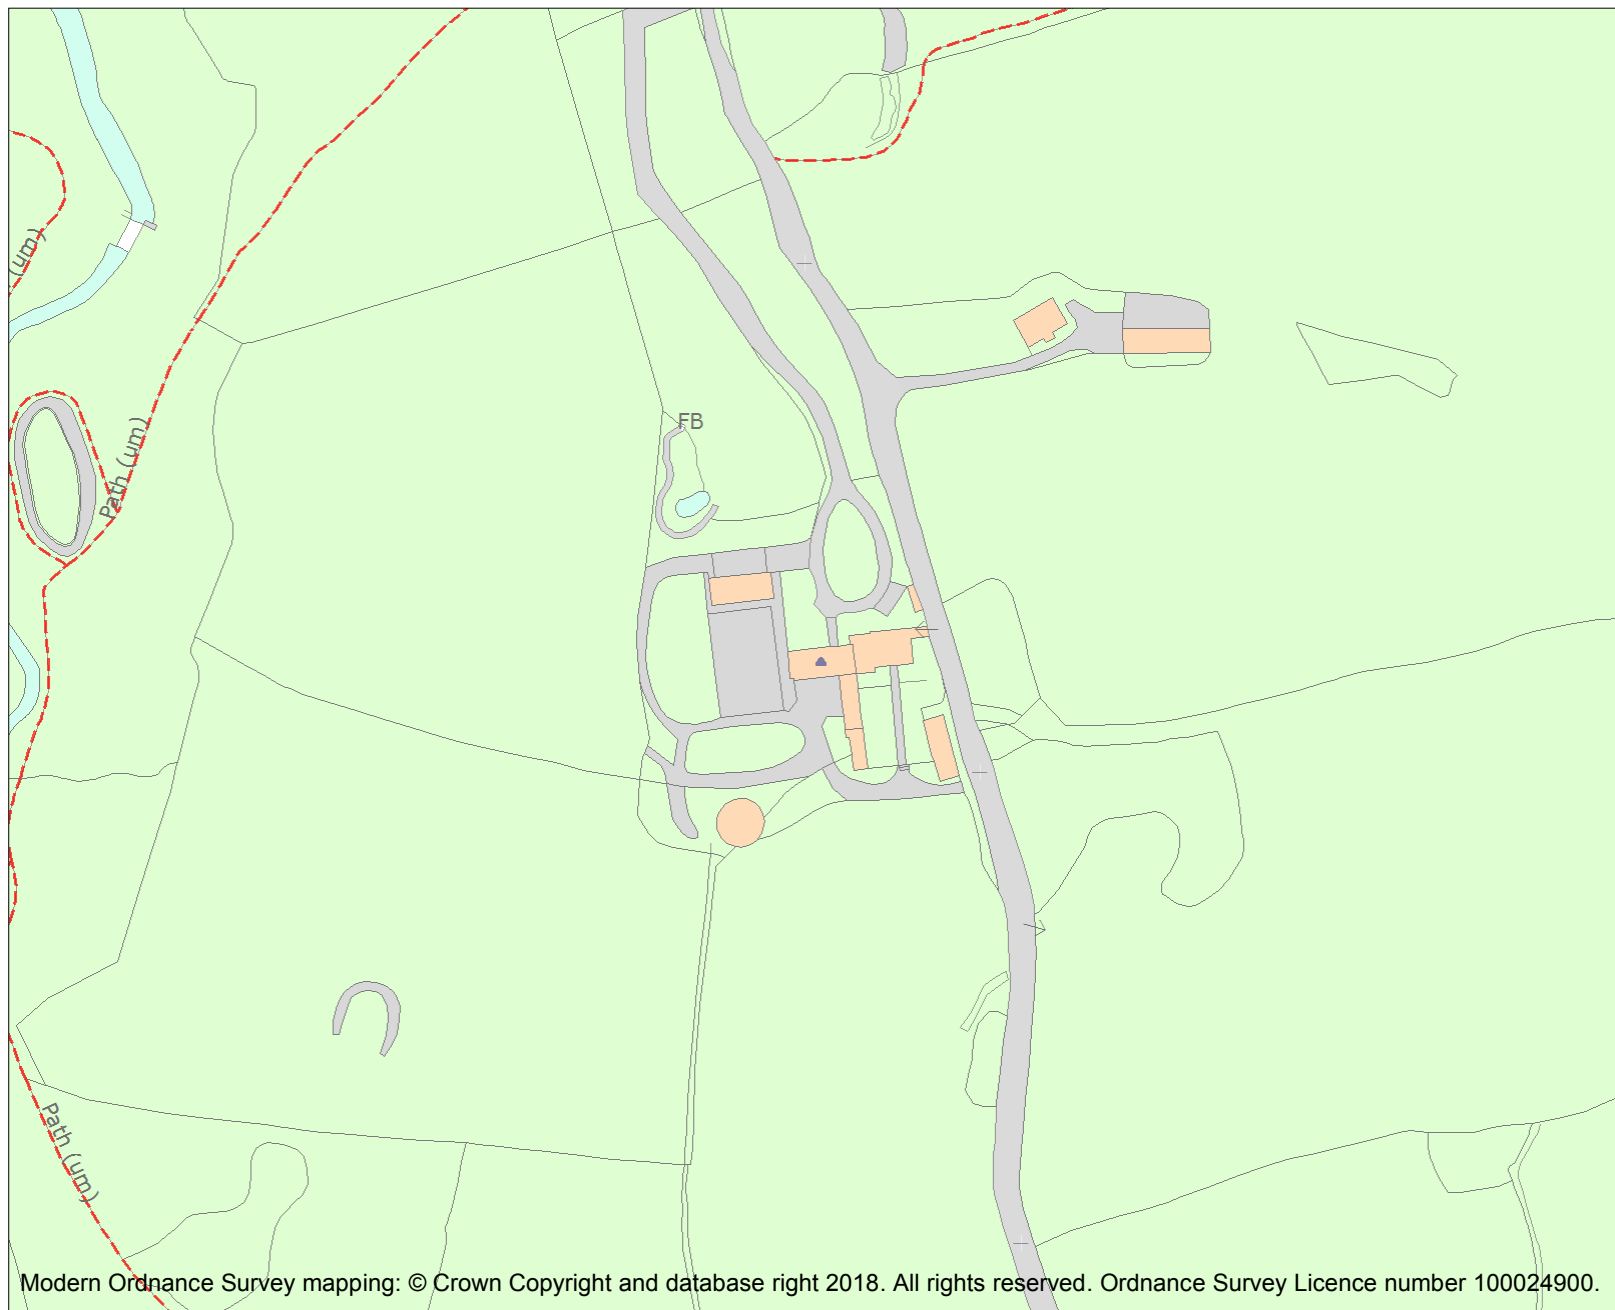 (um)
FB
Path (um)
Path (um)
Modern Ordnance Survey mapping: © Crown Copyright and database right 2018. All rights reserved. Ordnance Survey Licence number 100024900.